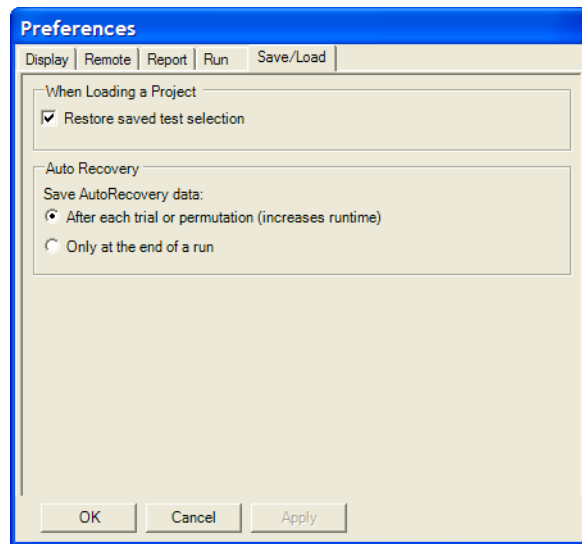 Preferences
Display Remote Report Run Save/Load
When Loading a Project
Restore saved test selection
Auto Recovery
Save AutoRecovery data:
After each trial or permutation (increases runtime)
Only at the end of a run
OK Cancel Apply